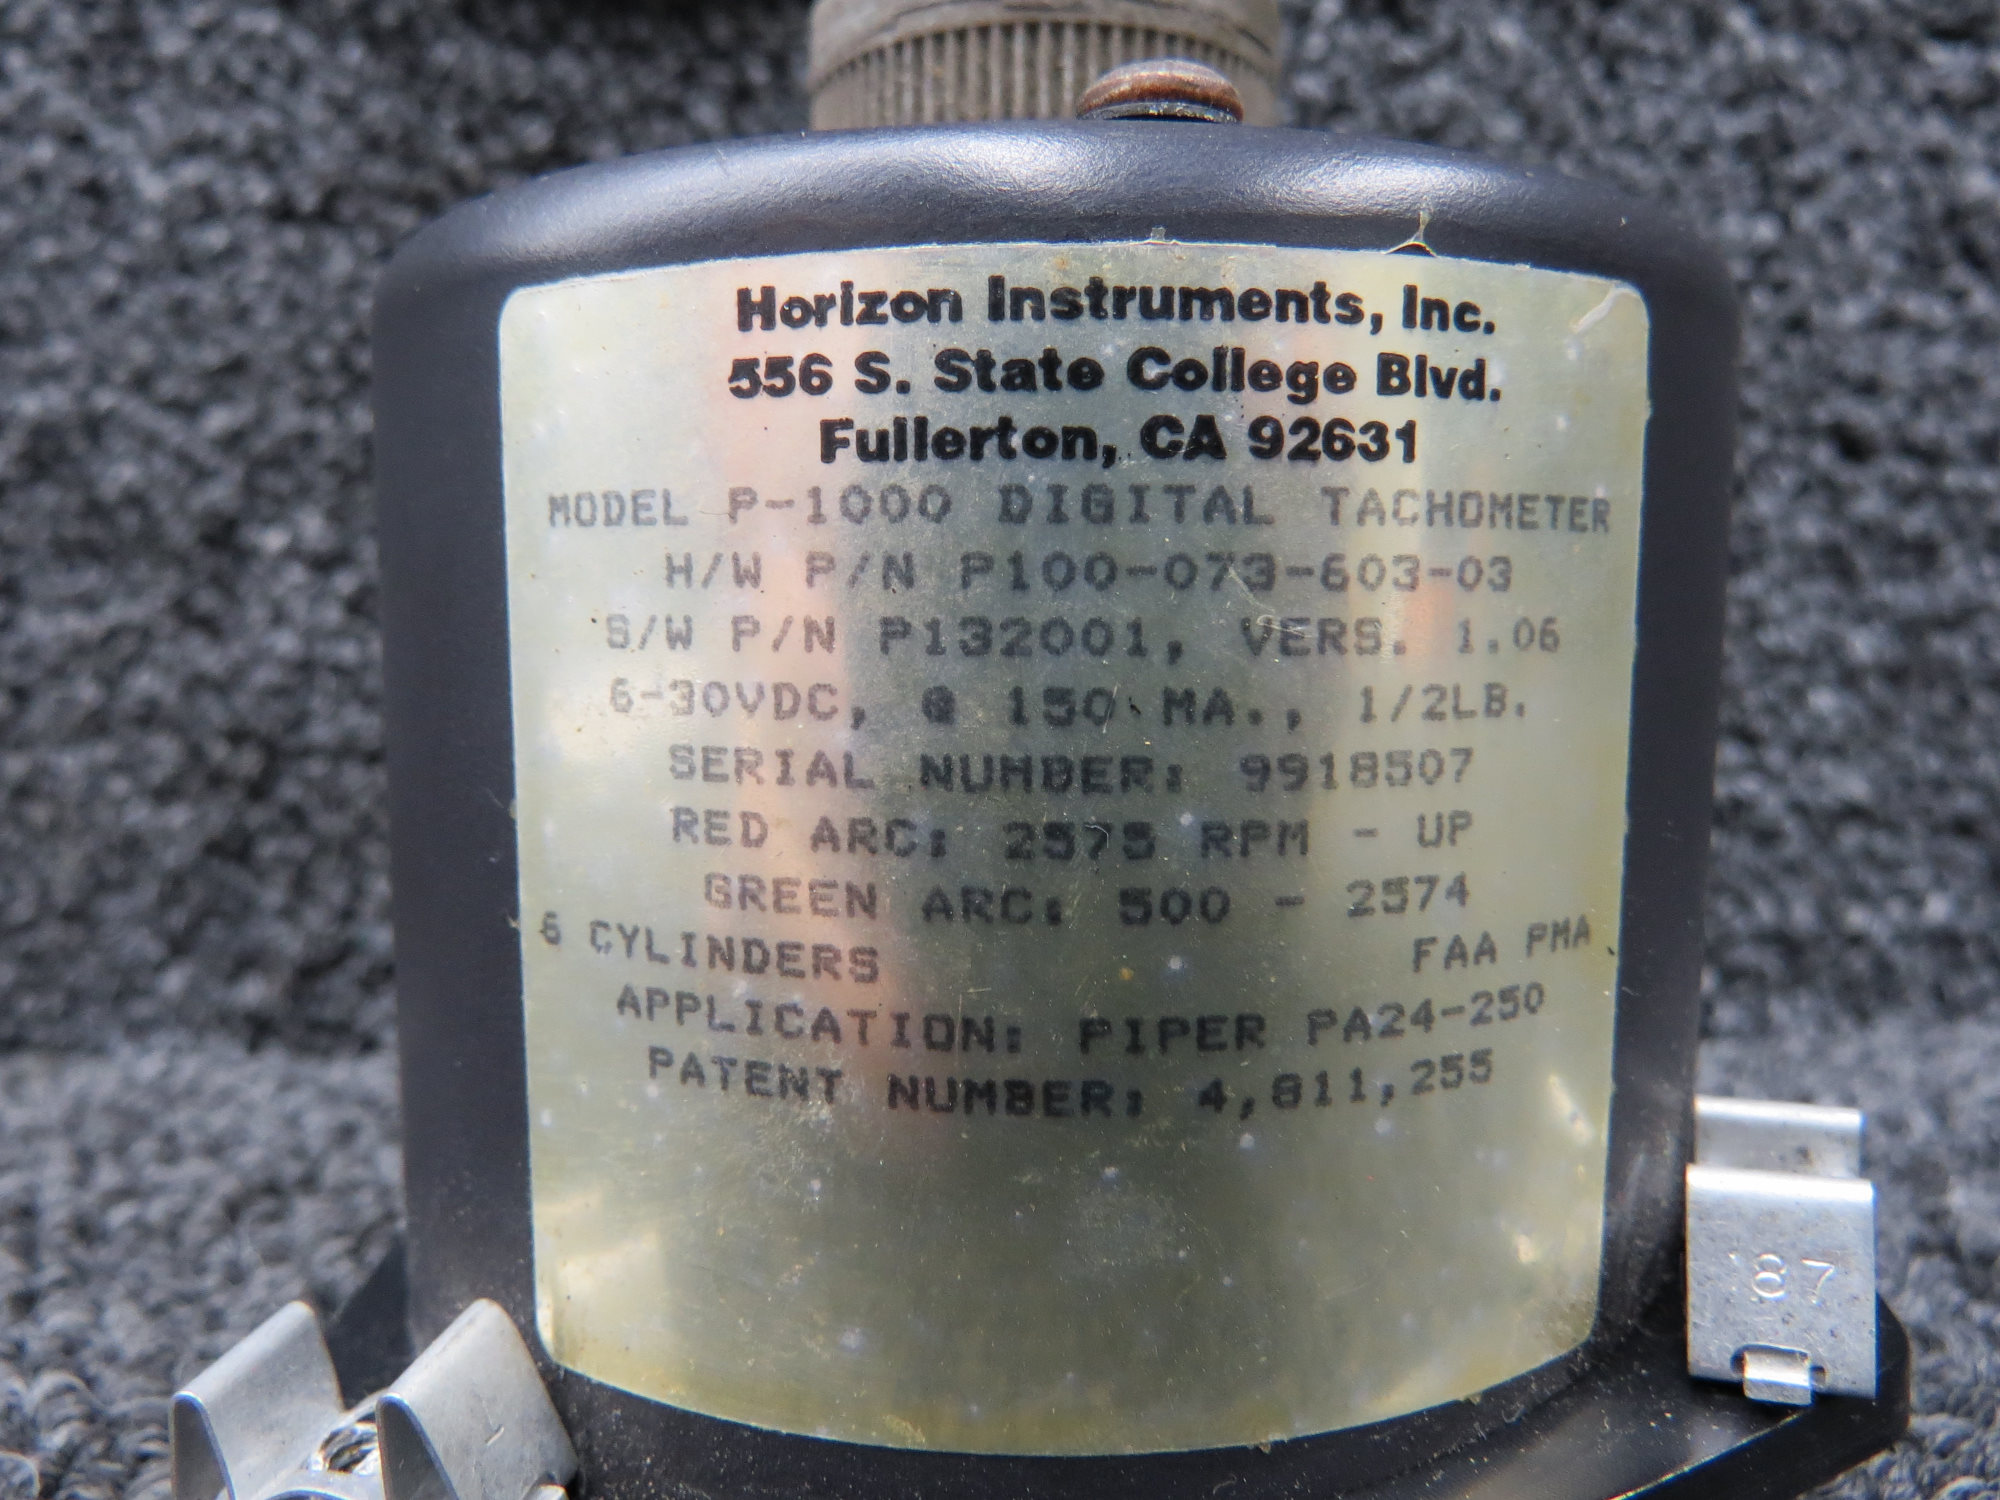 Horizon Instruments, Inc.
556 S. State College Blvd.
Fullerton, CA 92631
MODEL P-1000 DIGITAL TACHOMETER
H/W P/N P100-073-603-03
S/W P/N P132001, VERS. 1.06
6-30VDC, @ 150 MA., 1/2LB.
SERIAL NUMBER: 9918507
RED ARC: 2575 RPM - UP
GREEN ARC: 500 - 2574
6 CYLINDERS FAA PMA
APPLICATION: PIPER PA24-250
PATENT NUMBER: 4,811,255
187